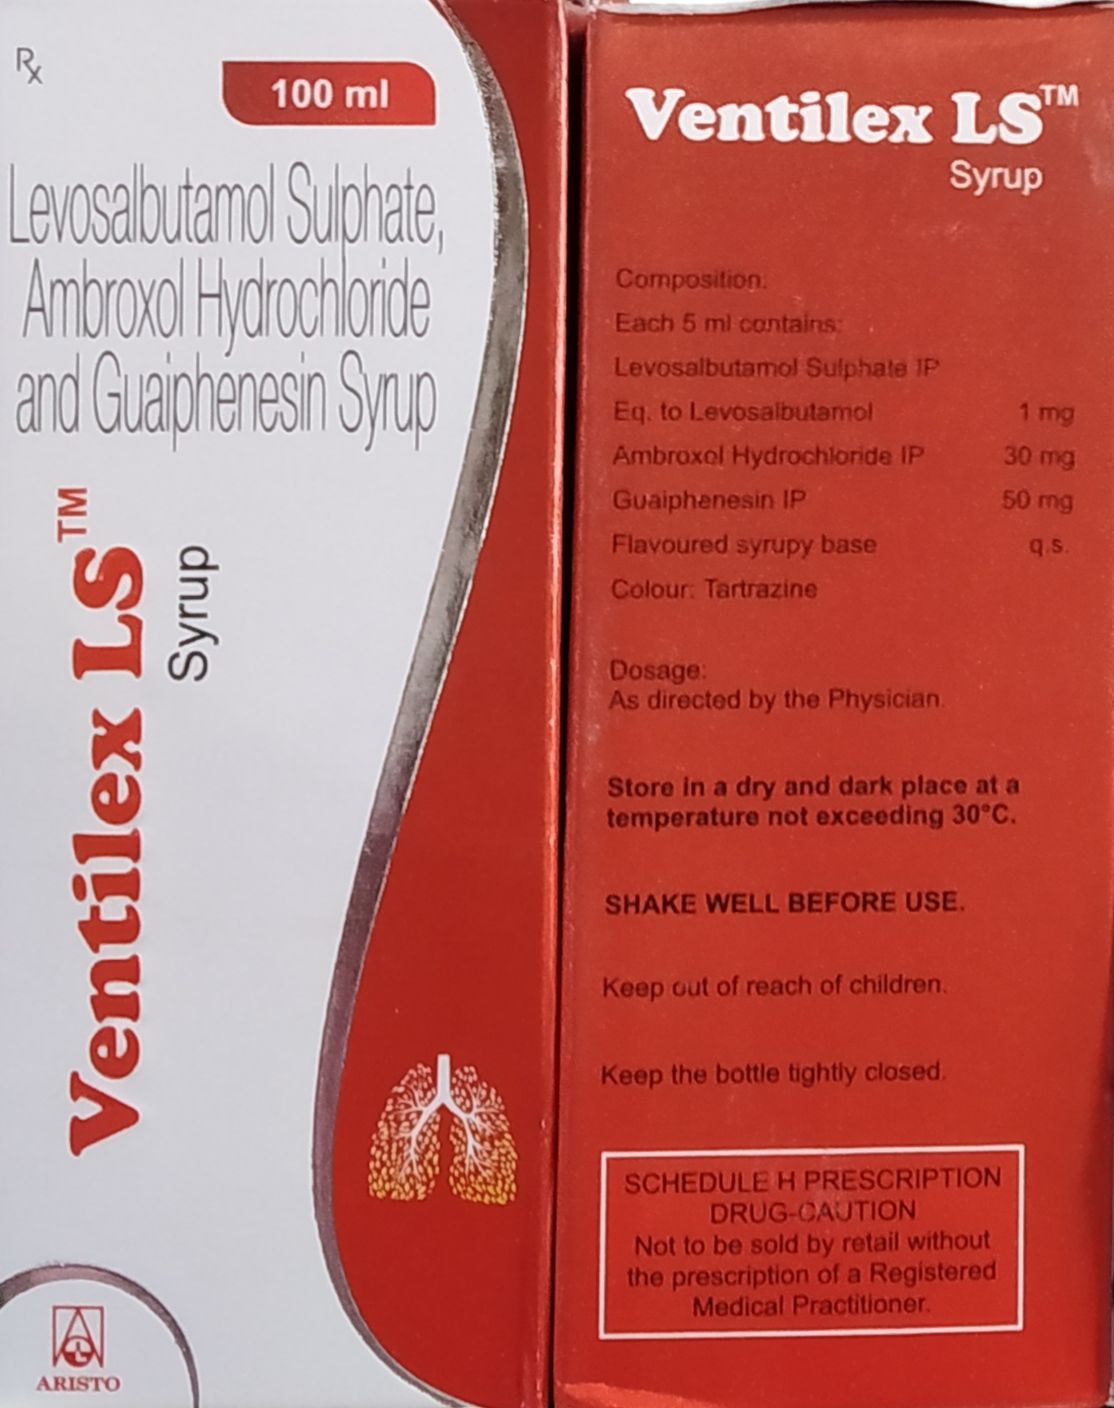 Rx
100 ml
Levosalbutamol Sulphate,
Ambroxol Hydrochloride
and Guaiphenesin Syrup
Ventilex LS™
Syrup
ARISTO
Ventilex LS™
Syrup
Composition:
Each 5 ml contains:
Levosalbutamol Sulphate IP
Eq. to Levosalbutamol 1 mg
Ambroxol Hydrochloride IP 30 mg
Guaiphenesin IP 50 mg
Flavoured syrupy base q.s.
Colour: Tartrazine
Dosage:
As directed by the Physician.
Store in a dry and dark place at a
temperature not exceeding 30°C.
SHAKE WELL BEFORE USE.
Keep out of reach of children.
Keep the bottle tightly closed.
SCHEDULE H PRESCRIPTION
DRUG-CAUTION
Not to be sold by retail without
the prescription of a Registered
Medical Practitioner.